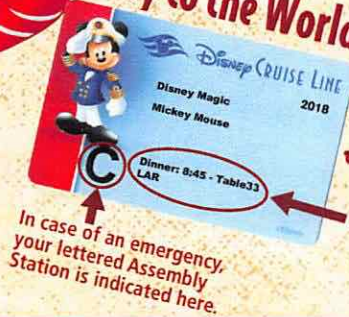 to the World
Disney CRUISE LINE
Disney Magic 2018
Mickey Mouse
C
Dinner: 8:45 - Table33
LAR
In case of an emergency,
your lettered Assembly
Station is indicated here.